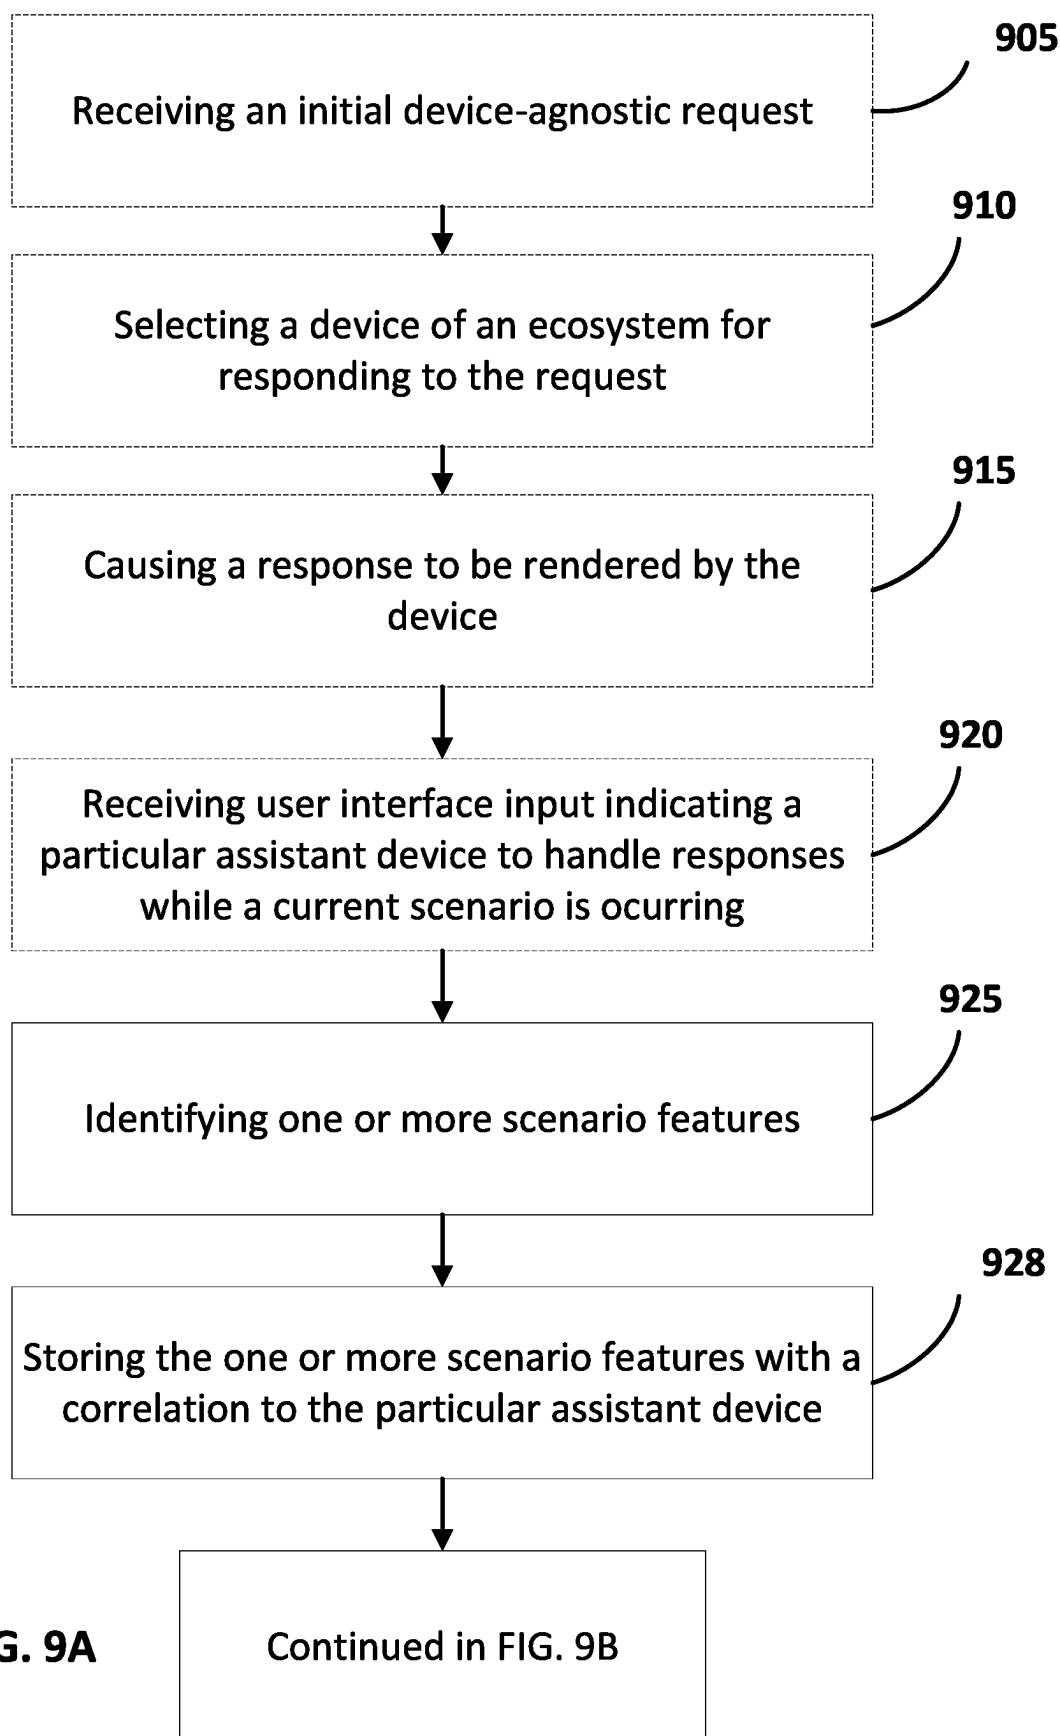 905
Receiving an initial device-agnostic request
910
Selecting a device of an ecosystem for
responding to the request
915
Causing a response to be rendered by the
device
920
Receiving user interface input indicating a
particular assistant device to handle responses
while a current scenario is ocurring
925
Identifying one or more scenario features
928
Storing the one or more scenario features with a
correlation to the particular assistant device
G. 9A
Continued in FIG. 9B